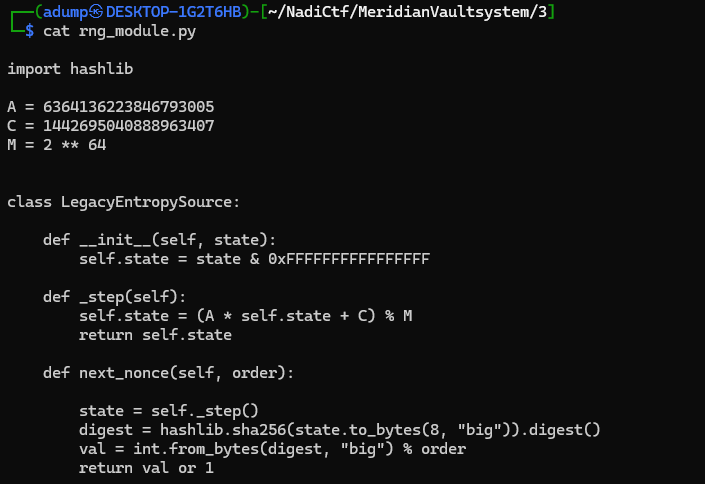 ┌──(adump㉿DESKTOP-1G2T6HB)-[~/NadiCtf/MeridianVaultsystem/3]
└─$ cat rng_module.py
import hashlib
A = 6364136223846793005
C = 1442695040888963407
M = 2 ** 64
class LegacyEntropySource:
    def __init__(self, state):
        self.state = state & 0xFFFFFFFFFFFFFFFF
    def _step(self):
        self.state = (A * self.state + C) % M
        return self.state
    def next_nonce(self, order):
        state = self._step()
        digest = hashlib.sha256(state.to_bytes(8, "big")).digest()
        val = int.from_bytes(digest, "big") % order
        return val or 1